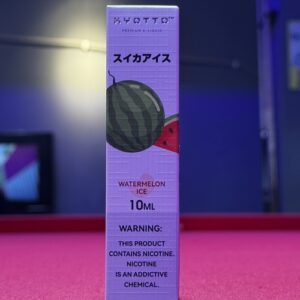 KYOTTO™
PREMIUM E-LIQUID
スイカアイス
WATERMELON
ICE
10ML
WARNING:
THIS PRODUCT
CONTAINS NICOTINE.
NICOTINE
IS AN ADDICTIVE
CHEMICAL.